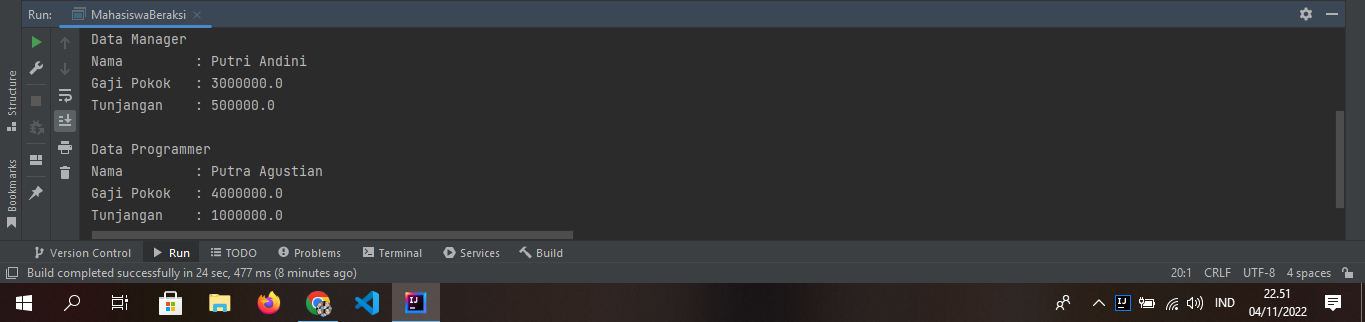 Run: MahasiswaBeraksi
Data Manager
Nama : Putri Andini
Gaji Pokok : 3000000.0
Tunjangan : 500000.0
Data Programmer
Nama : Putra Agustian
Gaji Pokok : 4000000.0
Tunjangan : 1000000.0
Structure
Bookmarks
Version Control Run TODO Problems Terminal Services Build
Build completed successfully in 24 sec, 477 ms (8 minutes ago) 20:1 CRLF UTF-8 4 spaces
IJ IJ IND 22.51
04/11/2022